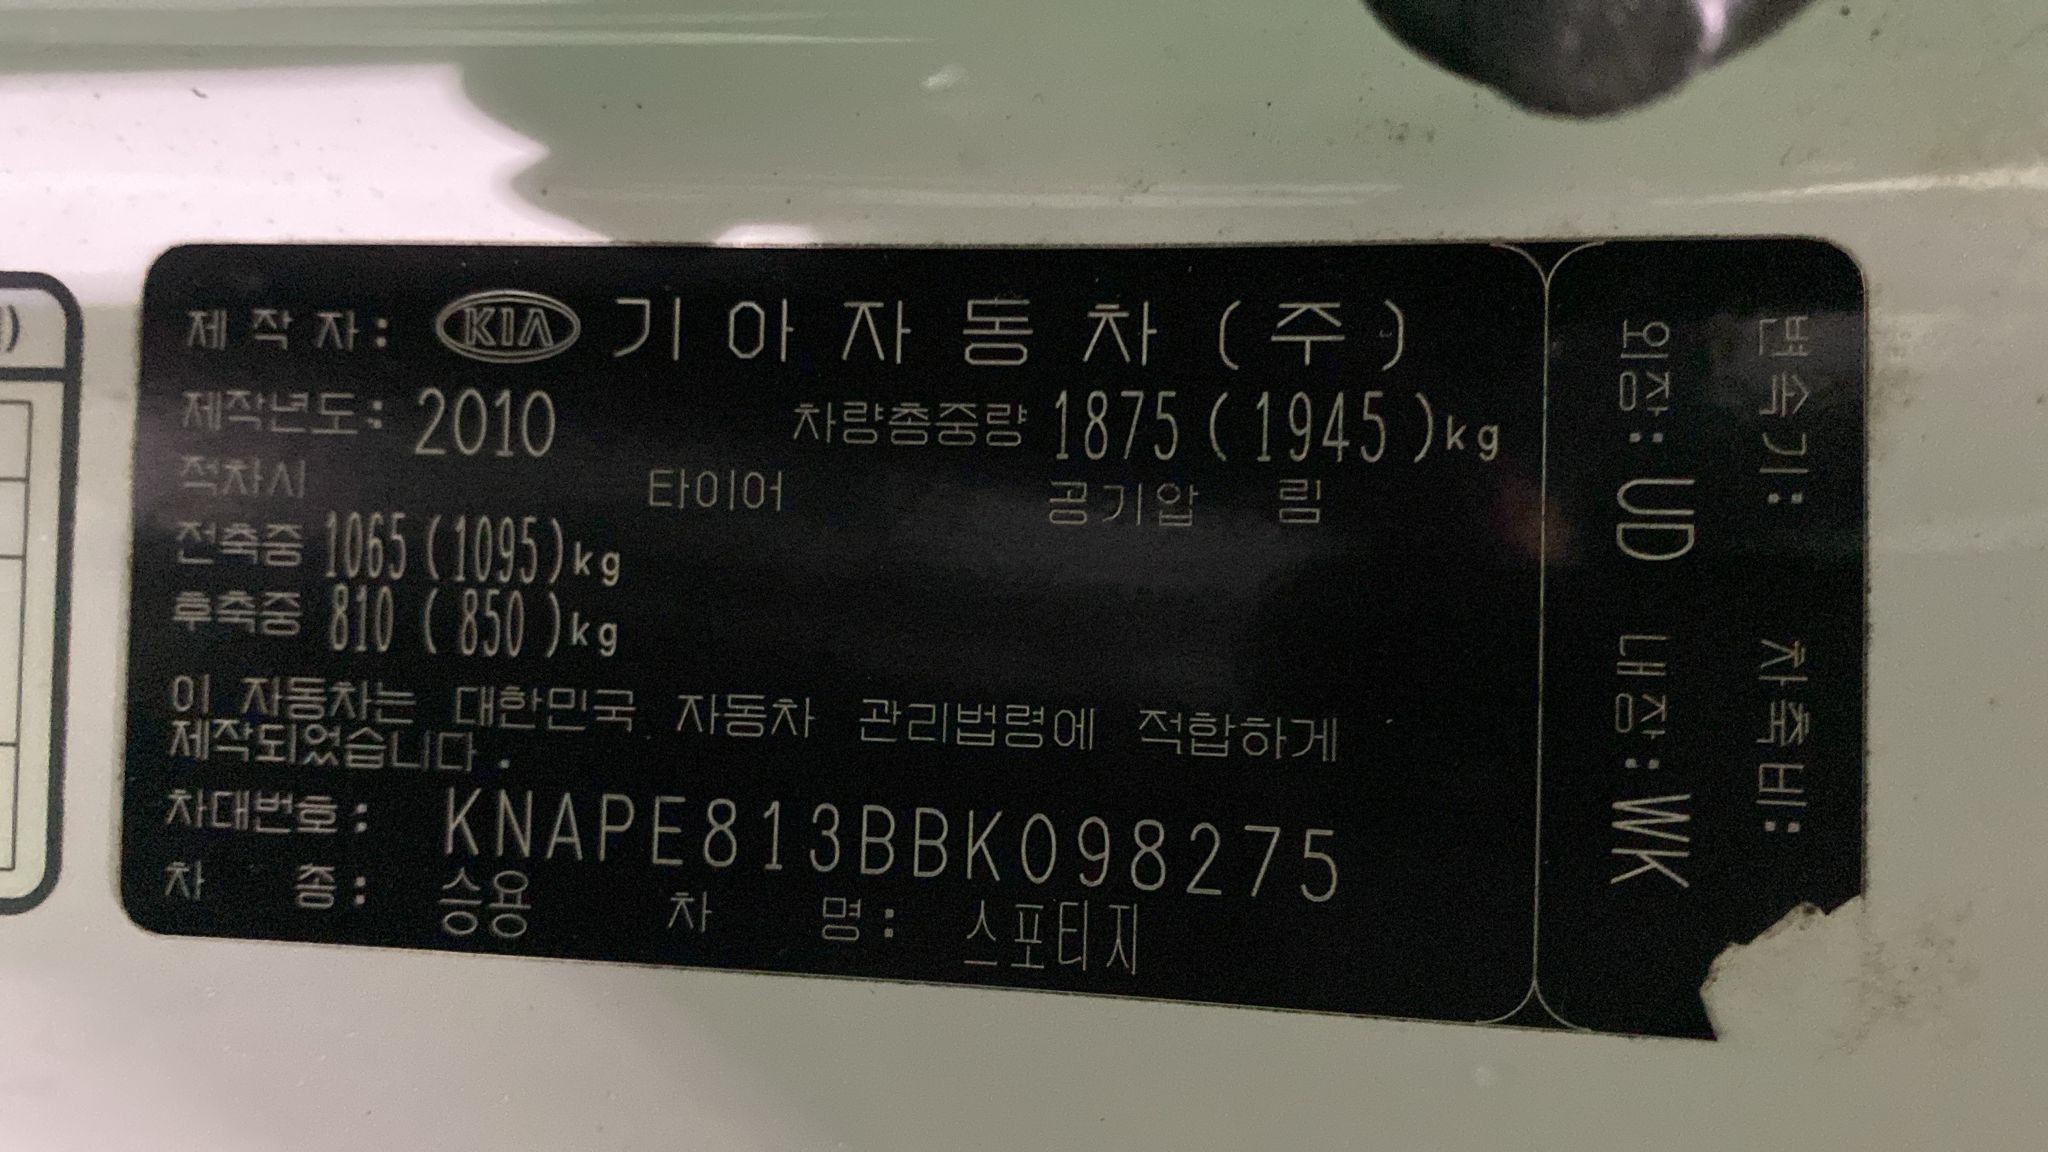 제 작 자: KIA 기아자동차(주)
제작년도: 2010 차량총중량 1875(1945)kg
적차시 타이어 공기압 림
전축중 1065(1095)kg
후축중 810(850)kg
이 자동차는 대한민국 자동차 관리법령에 적합하게
제작되었습니다.
차대번호: KNAPE813BBK098275
차 종: 승용 차 명: 스포티지
외장: UD 내장: WK
변속기: 차축비: